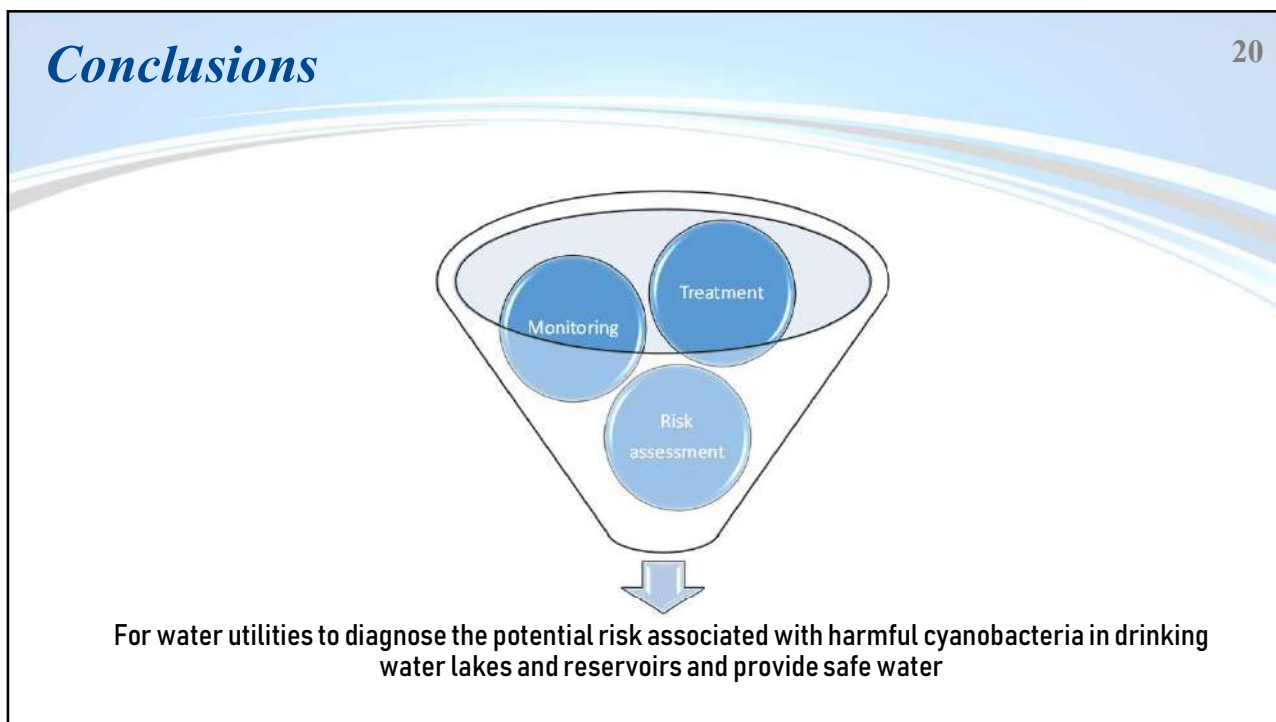 Conclusions
20
Treatment
Monitoring
Risk
assessment
For water utilities to diagnose the potential risk associated with harmful cyanobacteria in drinking
water lakes and reservoirs and provide safe water